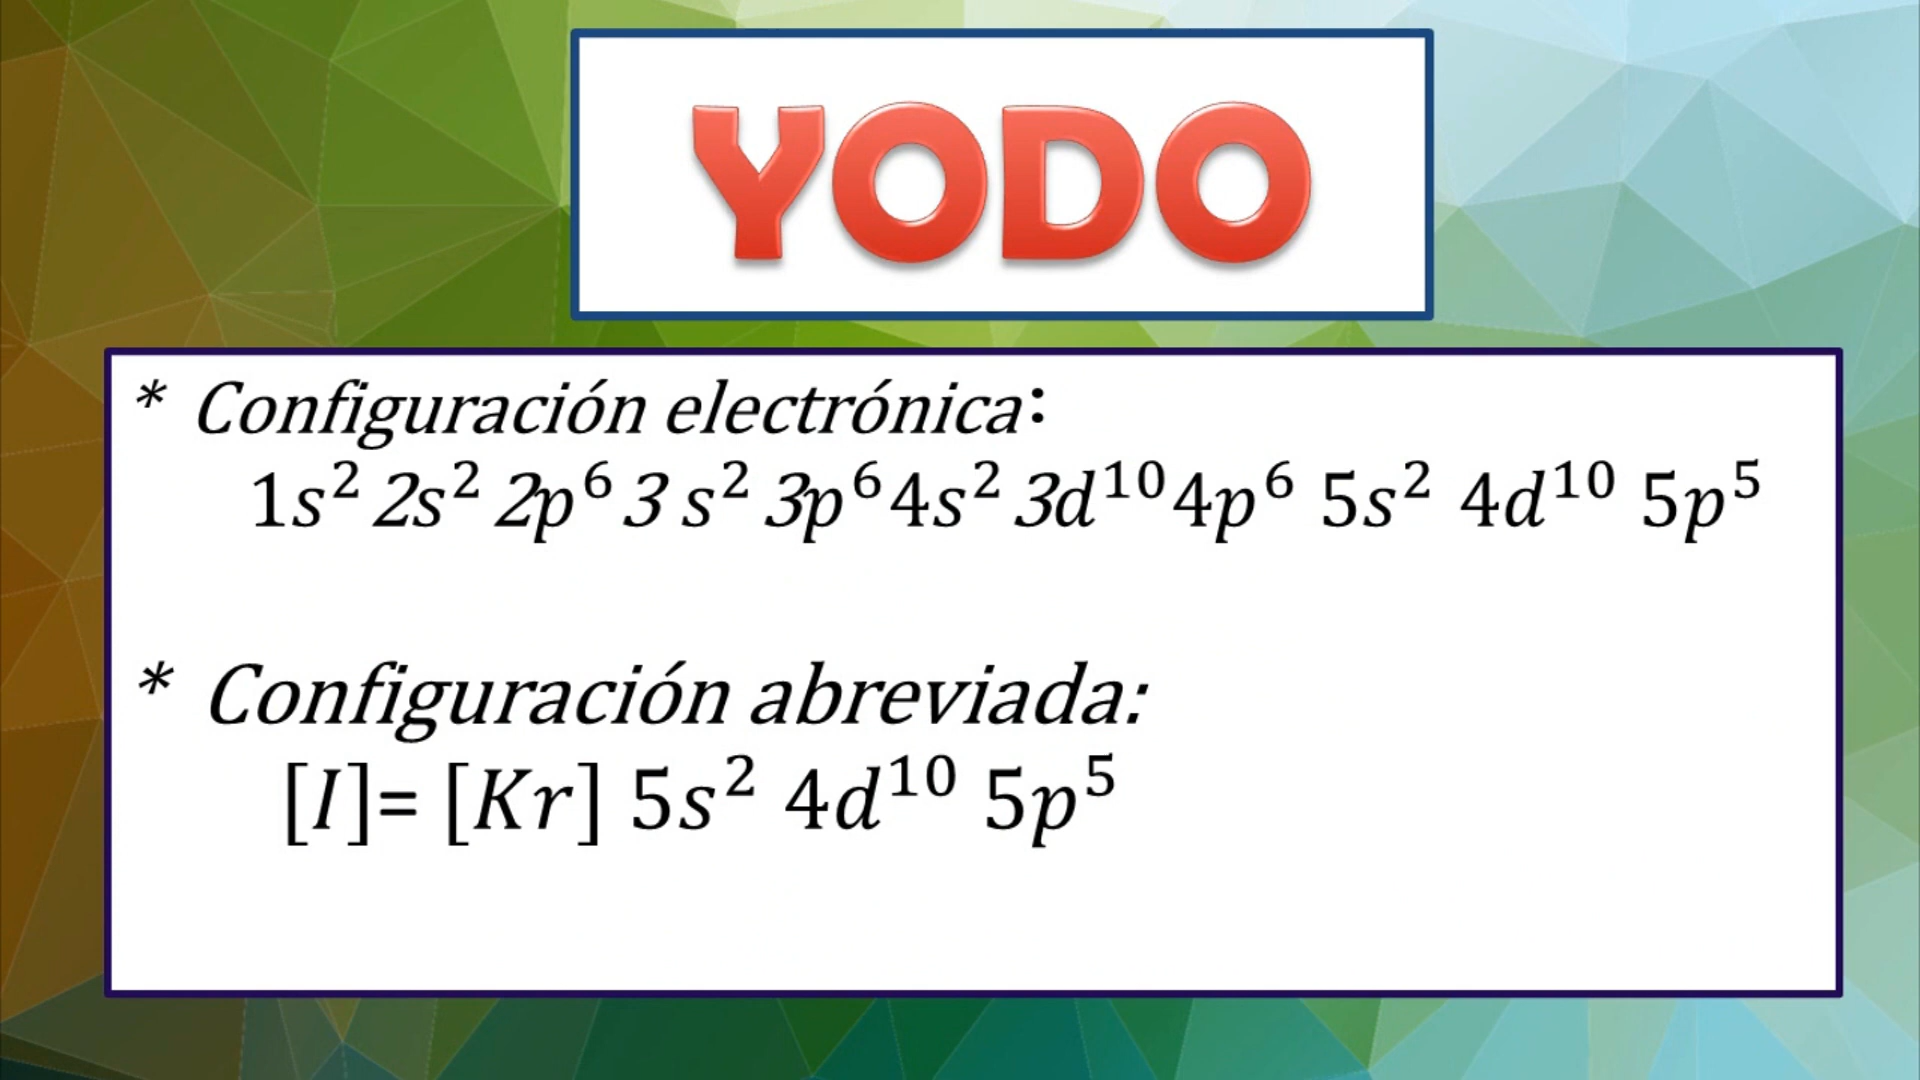 YODO
* Configuración electrónica:
1s² 2s² 2p⁶ 3 s² 3p⁶ 4s² 3d¹⁰ 4p⁶ 5s² 4d¹⁰ 5p⁵
* Configuración abreviada:
[I]= [Kr] 5s² 4d¹⁰ 5p⁵